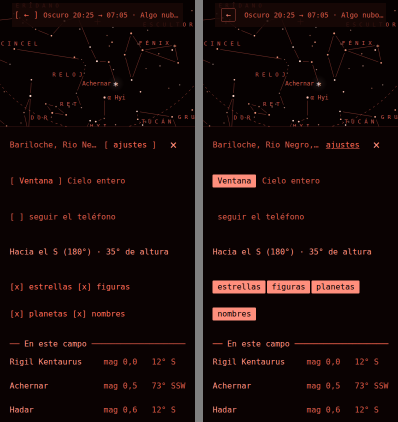 [ ← ] Oscuro 20:25 → 07:05 · Algo nub…
CINCEL
FÉNIX
RELOJ
Achernar
α Hyi
RET
TUCÁN
GRU
DOR
Bariloche, Río Ne… [ ajustes ] ×
[ Ventana ] Cielo entero
[ ] seguir el teléfono
Hacia el S (180°) · 35° de altura
[x] estrellas [x] figuras
[x] planetas [x] nombres
En este campo
Rigil Kentaurus mag 0,0 12° S
Achernar mag 0,5 73° SSW
Hadar mag 0,6 12° S
← Oscuro 20:25 → 07:05 · Algo nubo…
CINCEL
FÉNIX
RELOJ
Achernar
α Hyi
RET
TUCÁN
GRU
DOR
Bariloche, Río Negro,… ajustes ×
Ventana Cielo entero
seguir el teléfono
Hacia el S (180°) · 35° de altura
estrellas figuras planetas
nombres
En este campo
Rigil Kentaurus mag 0,0 12° S
Achernar mag 0,5 73° SSW
Hadar mag 0,6 12° S